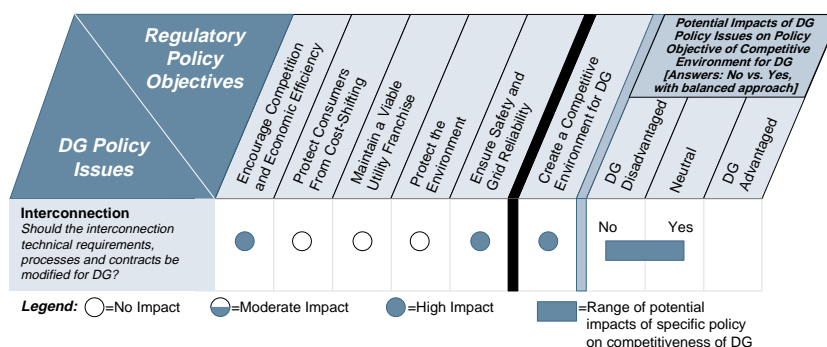 Regulatory
Policy
Objectives
DG Policy
Issues
Encourage Competition
and Economic Efficiency
Protect Consumers
From Cost-Shifting
Maintain a Viable
Utility Franchise
Protect the
Environment
Ensure Safety and
Grid Reliability
Create a Competitive
Environment for DG
Potential Impacts of DG
Policy Issues on Policy
Objective of Competitive
Environment for DG
[Answers: No vs. Yes,
with balanced approach]
DG
Disadvantaged
Neutral
DG
Advantaged
Interconnection
Should the interconnection
technical requirements,
processes and contracts be
modified for DG?
No Yes
Legend: =No Impact =Moderate Impact =High Impact =Range of potential
impacts of specific policy
on competitiveness of DG